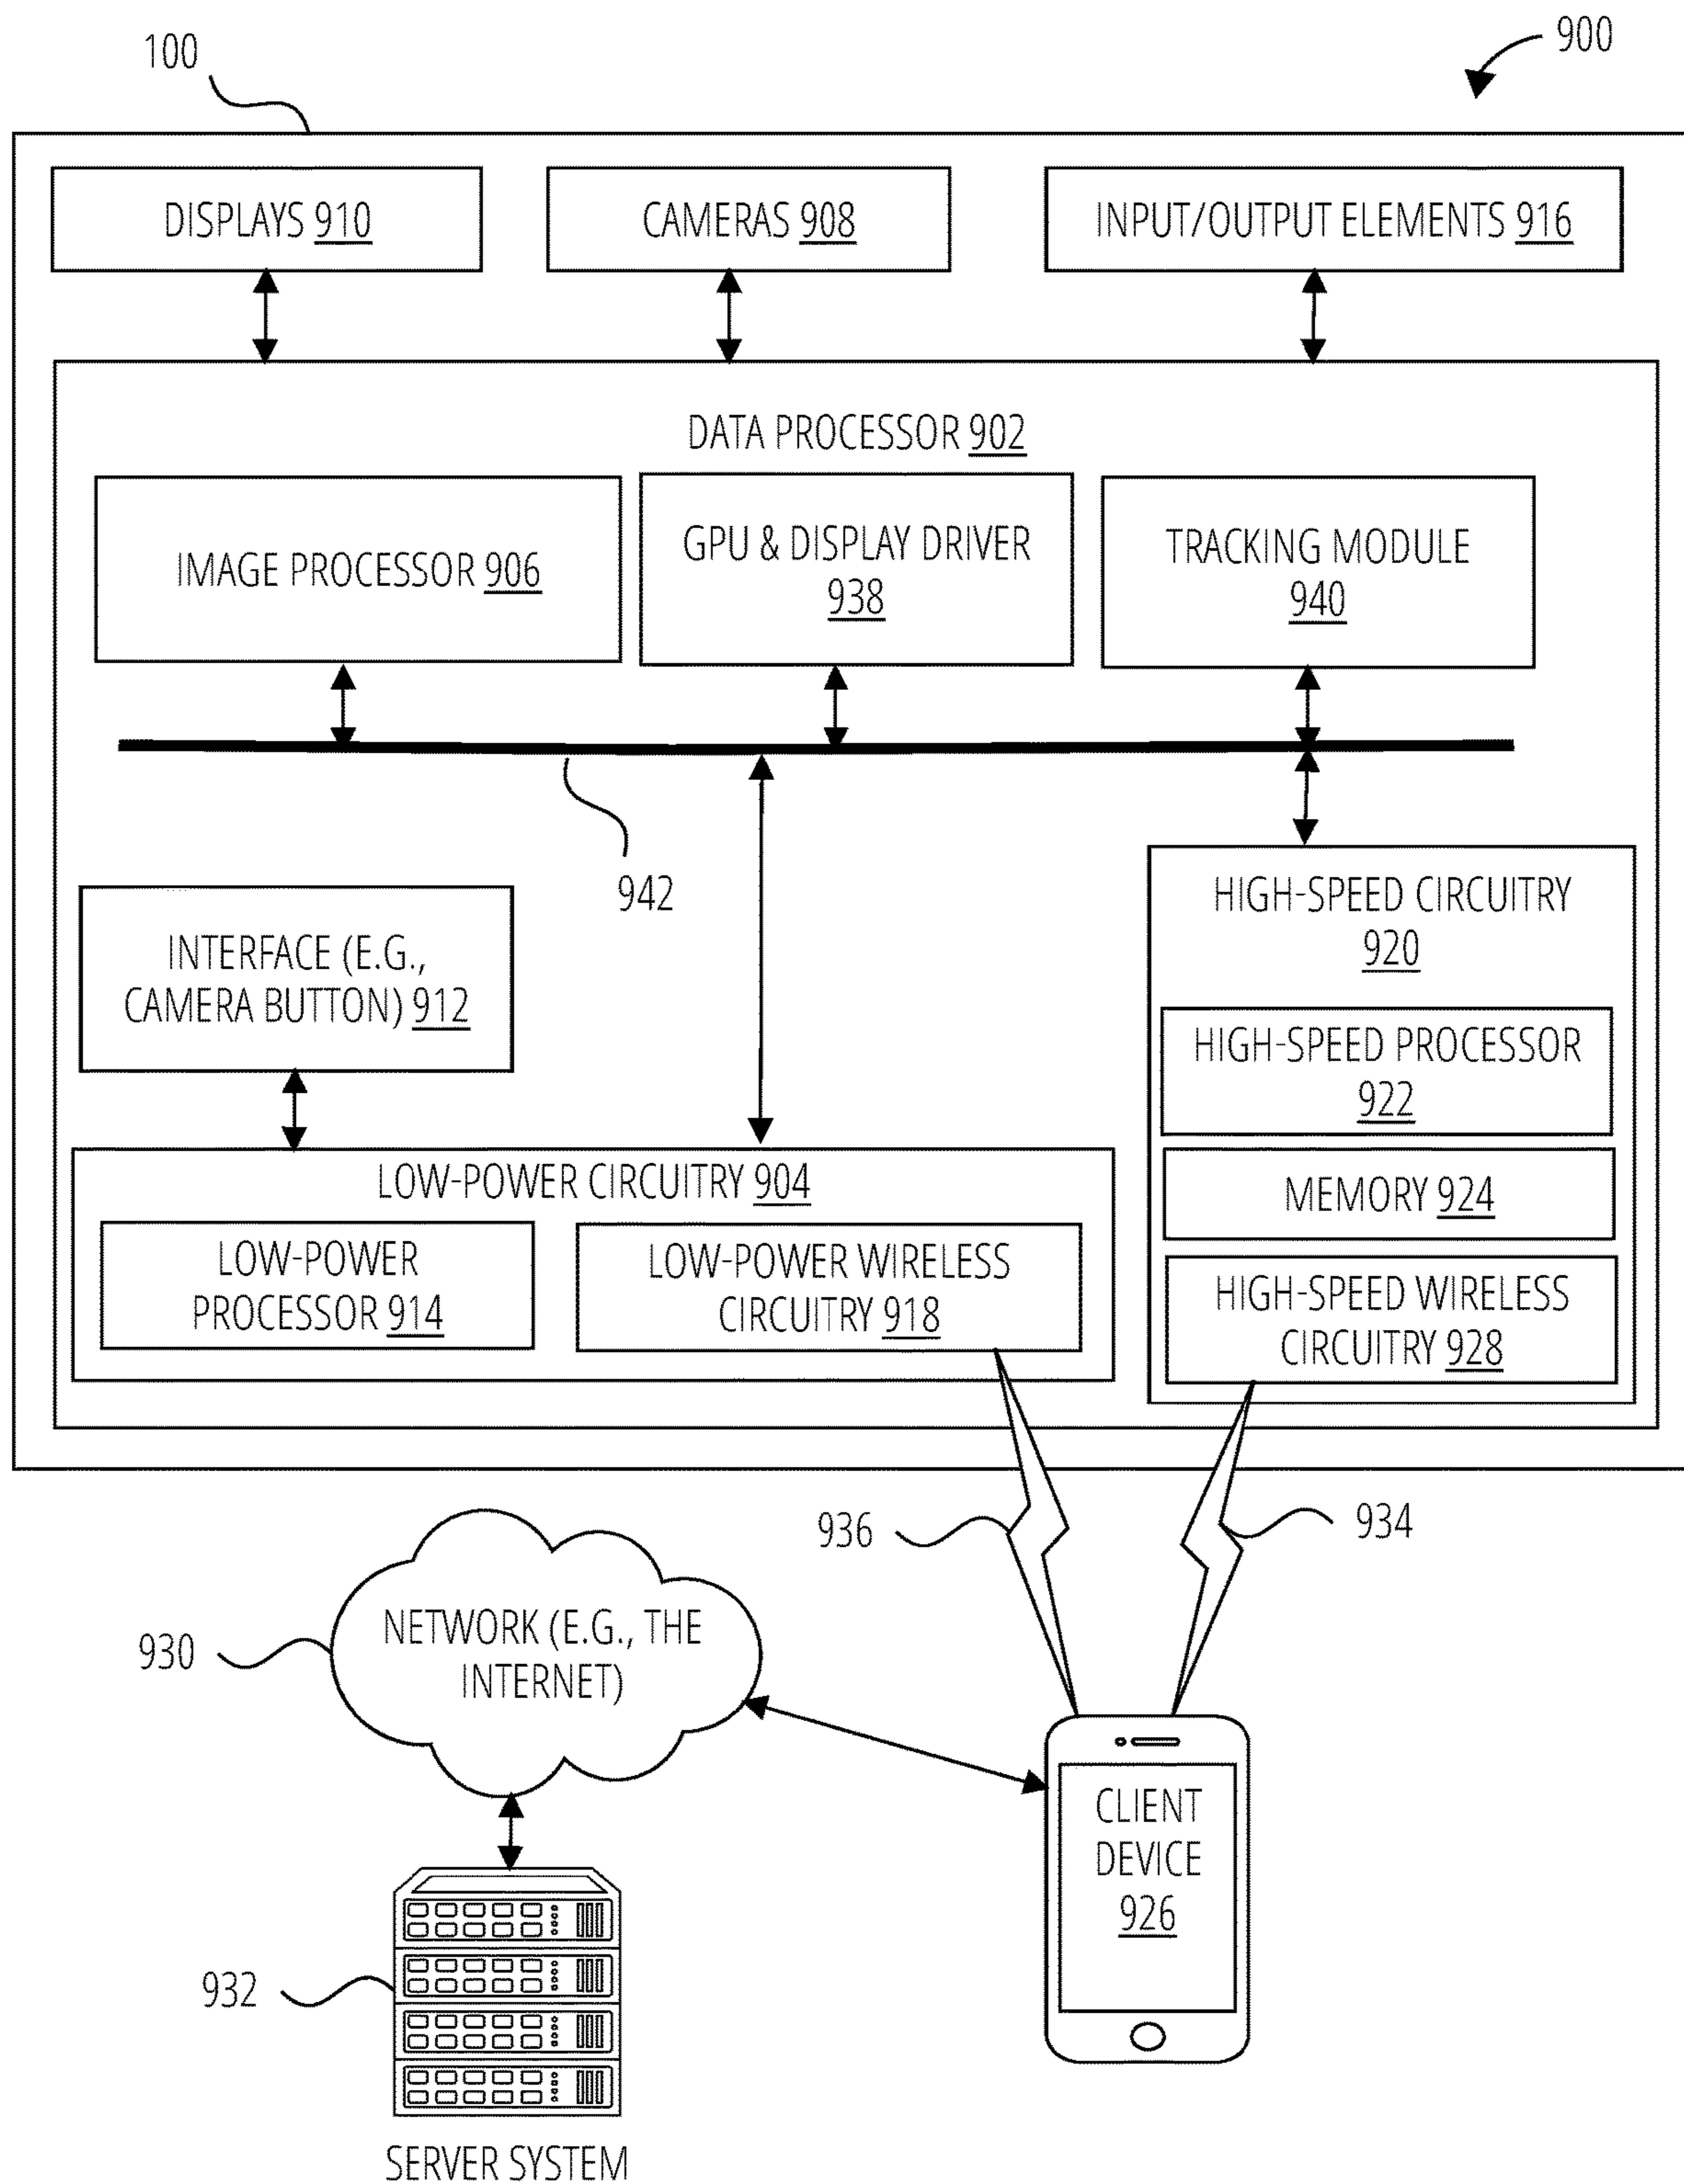 100
900
DISPLAYS 910
CAMERAS 908
INPUT/OUTPUT ELEMENTS 916
DATA PROCESSOR 902
IMAGE PROCESSOR 906
GPU & DISPLAY DRIVER
938
TRACKING MODULE
940
942
INTERFACE (E.G.,
CAMERA BUTTON) 912
HIGH-SPEED CIRCUITRY
920
HIGH-SPEED PROCESSOR
922
MEMORY 924
HIGH-SPEED WIRELESS
CIRCUITRY 928
LOW-POWER CIRCUITRY 904
LOW-POWER
PROCESSOR 914
LOW-POWER WIRELESS
CIRCUITRY 918
936
934
930
NETWORK (E.G., THE
INTERNET)
CLIENT
DEVICE
926
932
SERVER SYSTEM